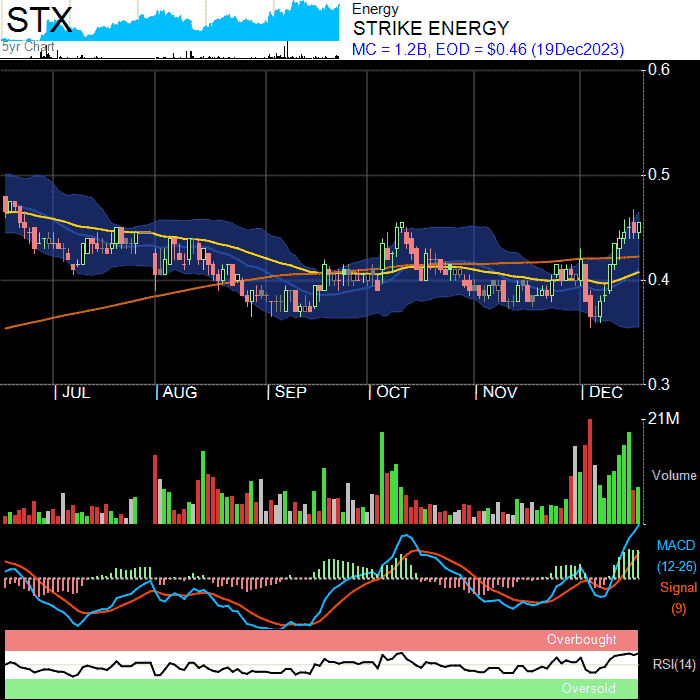 STX
5yr Chart
Energy
STRIKE ENERGY
MC = 1.2B, EOD = $0.46 (19Dec2023)
0.6
0.5
0.4
0.3
JUL AUG SEP OCT NOV DEC
21M
Volume
MACD
(12-26)
Signal
(9)
Overbought
RSI(14)
Oversold